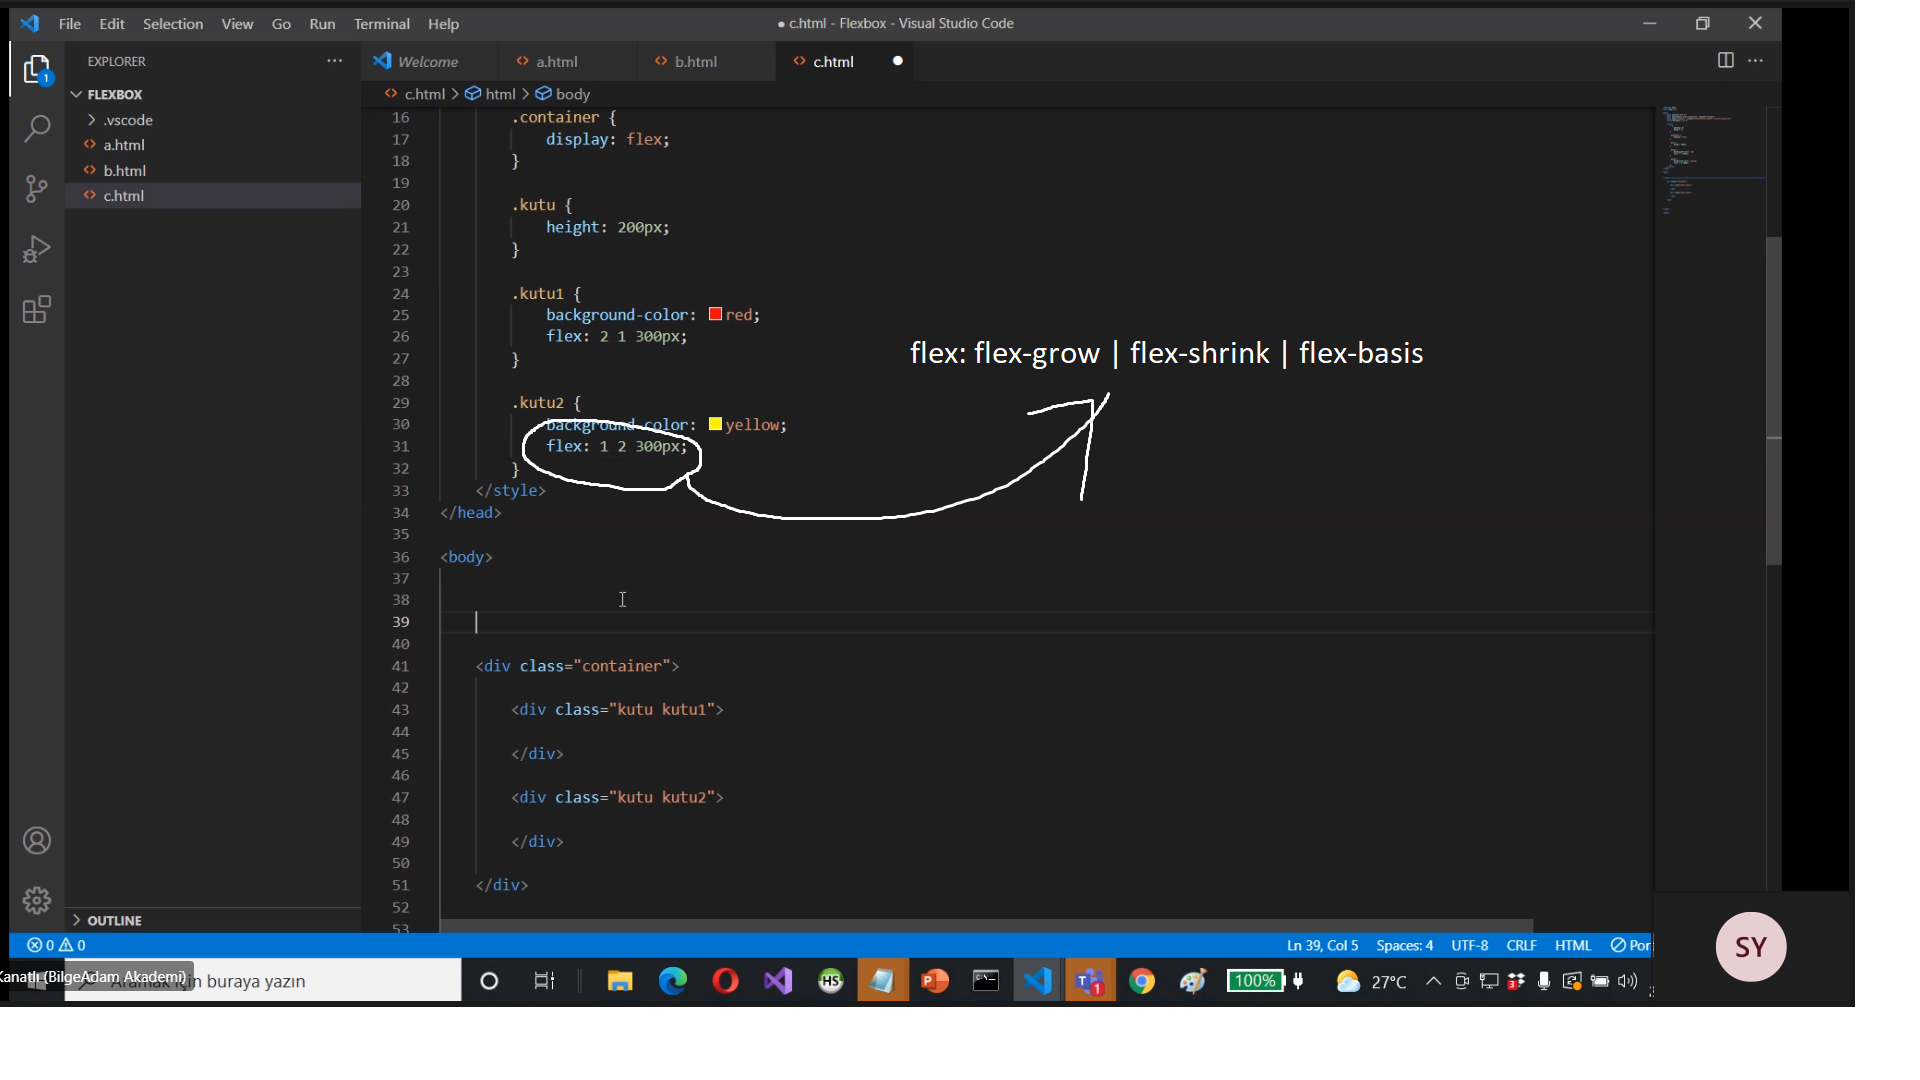 File Edit Selection View Go Run Terminal Help
● c.html - Flexbox - Visual Studio Code
EXPLORER
Welcome
a.html
b.html
c.html
FLEXBOX
.vscode
a.html
b.html
c.html
c.html > html > body
16 .container {
17 display: flex;
18 }
19
20 .kutu {
21 height: 200px;
22 }
23
24 .kutu1 {
25 background-color: red;
26 flex: 2 1 300px;
27 }
28
29 .kutu2 {
30 background-color: yellow;
31 flex: 1 2 300px;
32 }
33 </style>
34 </head>
35
36 <body>
37
38
39
40
41 <div class="container">
42
43 <div class="kutu kutu1">
44
45 </div>
46
47 <div class="kutu kutu2">
48
49 </div>
50
51 </div>
52
53
flex: flex-grow | flex-shrink | flex-basis
1
OUTLINE
0 0
Ln 39, Col 5 Spaces: 4 UTF-8 CRLF HTML Por
SY
Kanatlı (BilgeAdam Akademi)
için buraya yazın
HS
1
100%
27°C
3